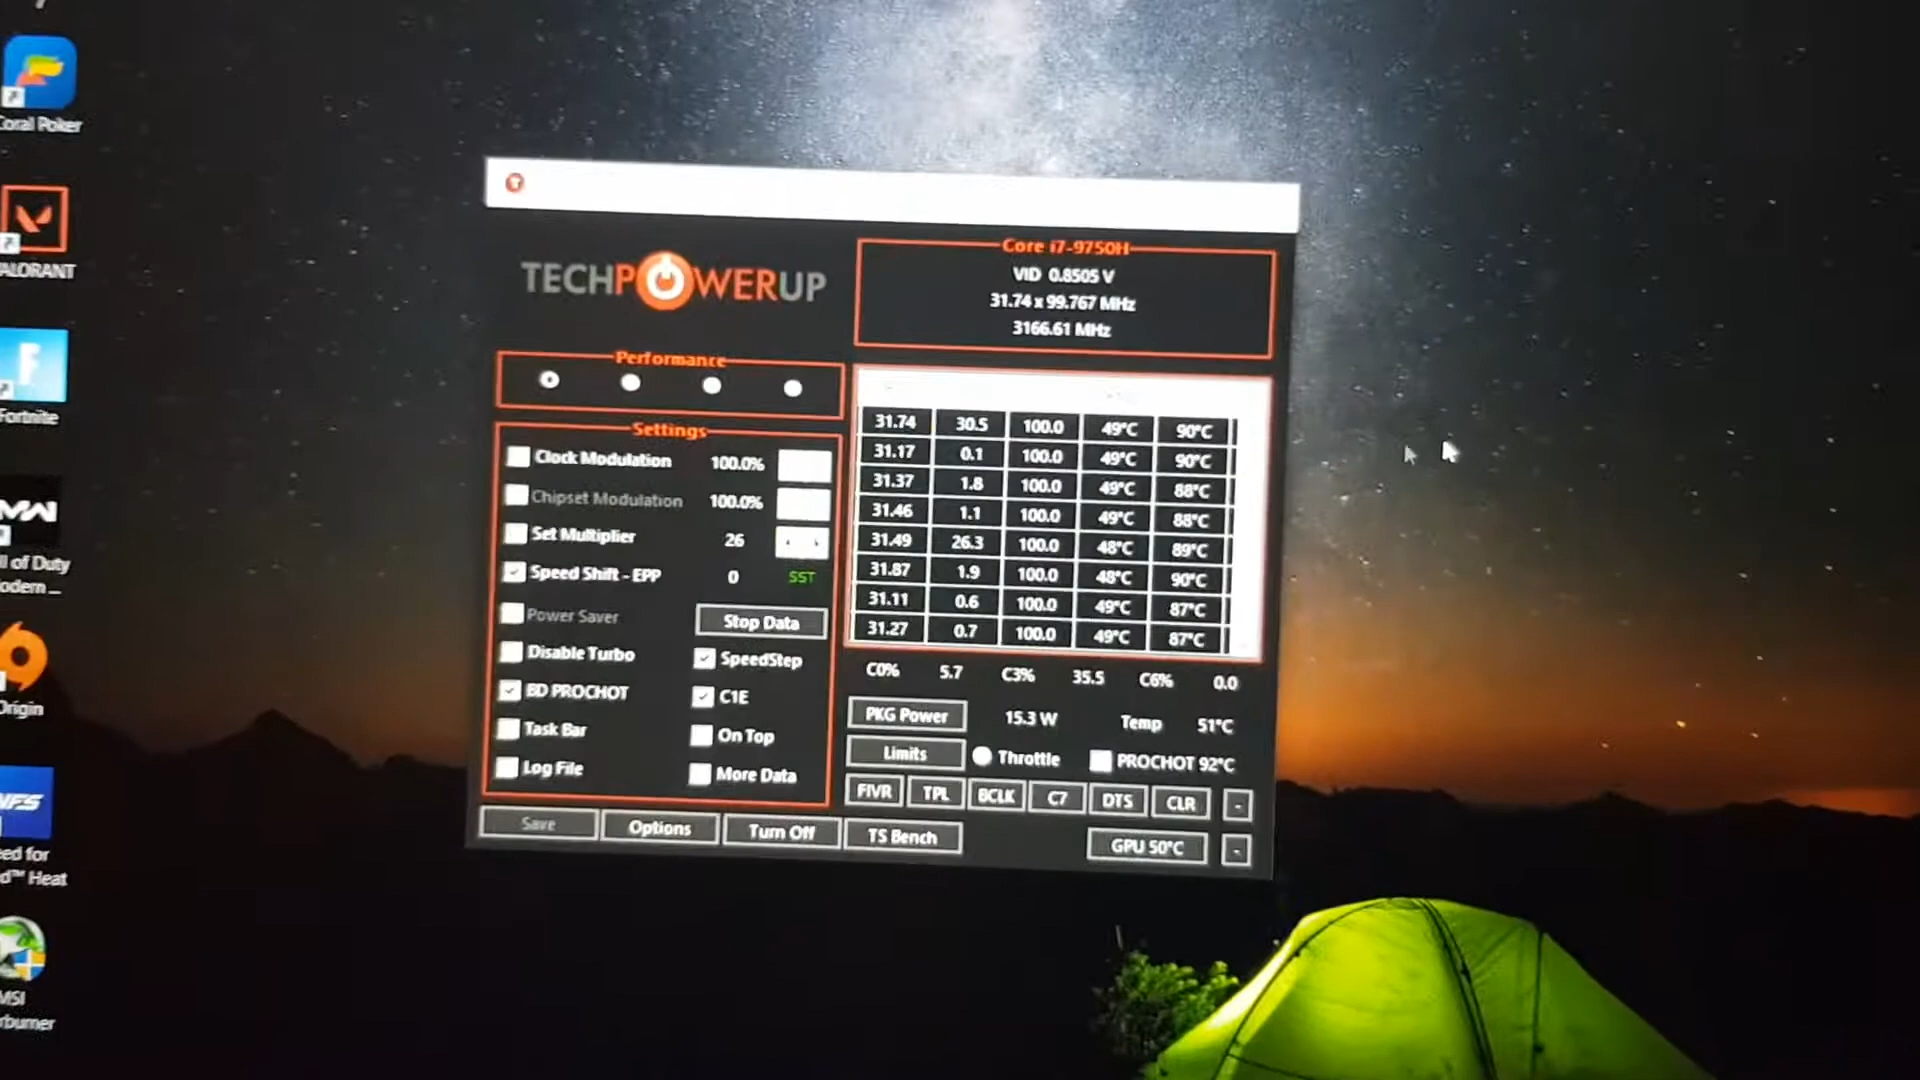 Coral Poker
VALORANT
Fortnite
MW
ll of Duty
odern ...
Origin
NFS
eed for
d™ Heat
MSI
rburner
TECHPOWERUP
Core i7-9750H
VID 0.8505 V
31.74 x 99.767 MHz
3166.61 MHz
Performance
Settings
Clock Modulation 100.0%
Chipset Modulation 100.0%
Set Multiplier 26
Speed Shift - EPP 0 SST
Power Saver Stop Data
Disable Turbo SpeedStep
BD PROCHOT C1E
Task Bar On Top
Log File More Data
31.74 30.5 100.0 49°C 90°C
31.17 0.1 100.0 49°C 90°C
31.37 1.8 100.0 49°C 88°C
31.46 1.1 100.0 49°C 88°C
31.49 26.3 100.0 48°C 89°C
31.87 1.9 100.0 48°C 90°C
31.11 0.6 100.0 49°C 87°C
31.27 0.7 100.0 49°C 87°C
C0% 5.7 C3% 35.5 C6% 0.0
PKG Power 15.3 W Temp 51°C
Limits Throttle PROCHOT 92°C
FIVR TPL BCLK C7 DTS CLR -
Save Options Turn Off TS Bench GPU 50°C -